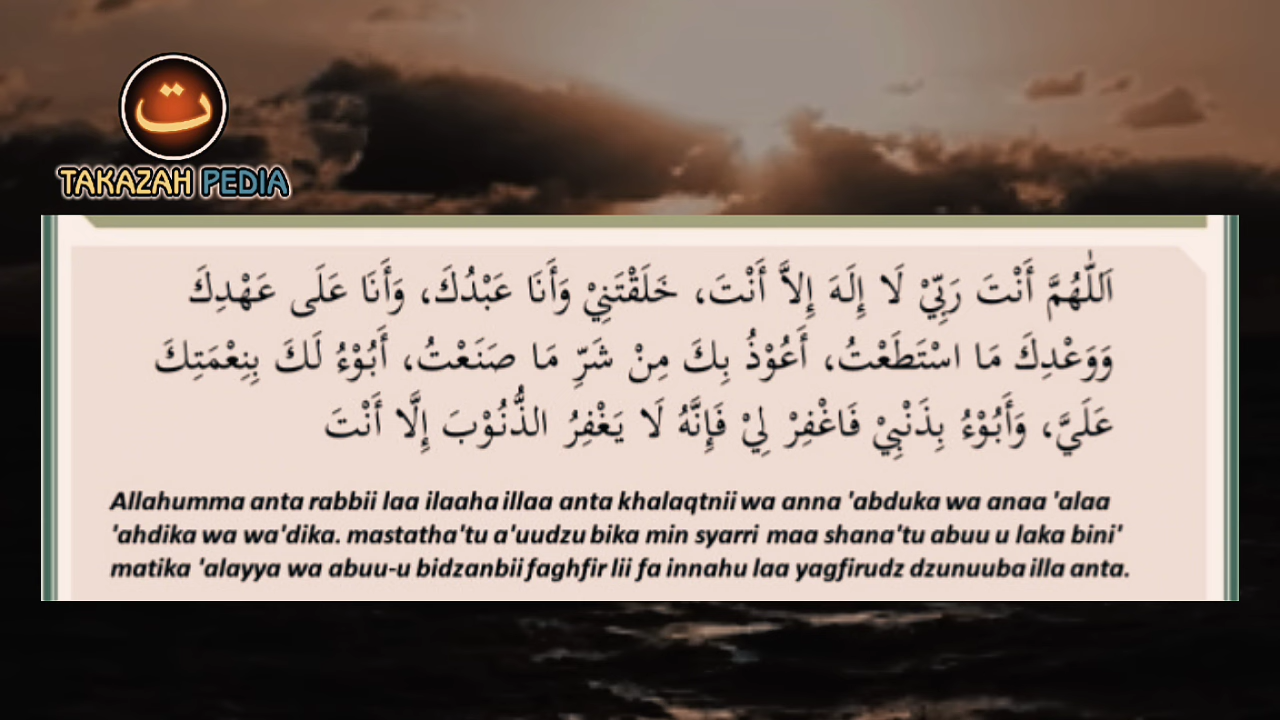 ت
TAKAZAH PEDIA
اَللّٰهُمَّ أَنْتَ رَبِّيْ لَا إِلَهَ إِلاَّ أَنْتَ، خَلَقْتَنِيْ وَأَنَا عَبْدُكَ، وَأَنَا عَلَى عَهْدِكَ
وَوَعْدِكَ مَا اسْتَطَعْتُ، أَعُوْذُ بِكَ مِنْ شَرِّ مَا صَنَعْتُ، أَبُوْءُ لَكَ بِنِعْمَتِكَ
عَلَيَّ، وَأَبُوْءُ بِذَنْبِيْ فَاغْفِرْ لِيْ فَإِنَّهُ لَا يَغْفِرُ الذُّنُوْبَ إِلَّا أَنْتَ
Allahumma anta rabbii laa ilaaha illaa anta khalaqtnii wa anna 'abduka wa anaa 'alaa
'ahdika wa wa'dika. mastatha'tu a'uudzu bika min syarri maa shana'tu abuu u laka bini'
matika 'alayya wa abuu-u bidzanbii faghfir lii fa innahu laa yagfirudz dzunuuba illa anta.